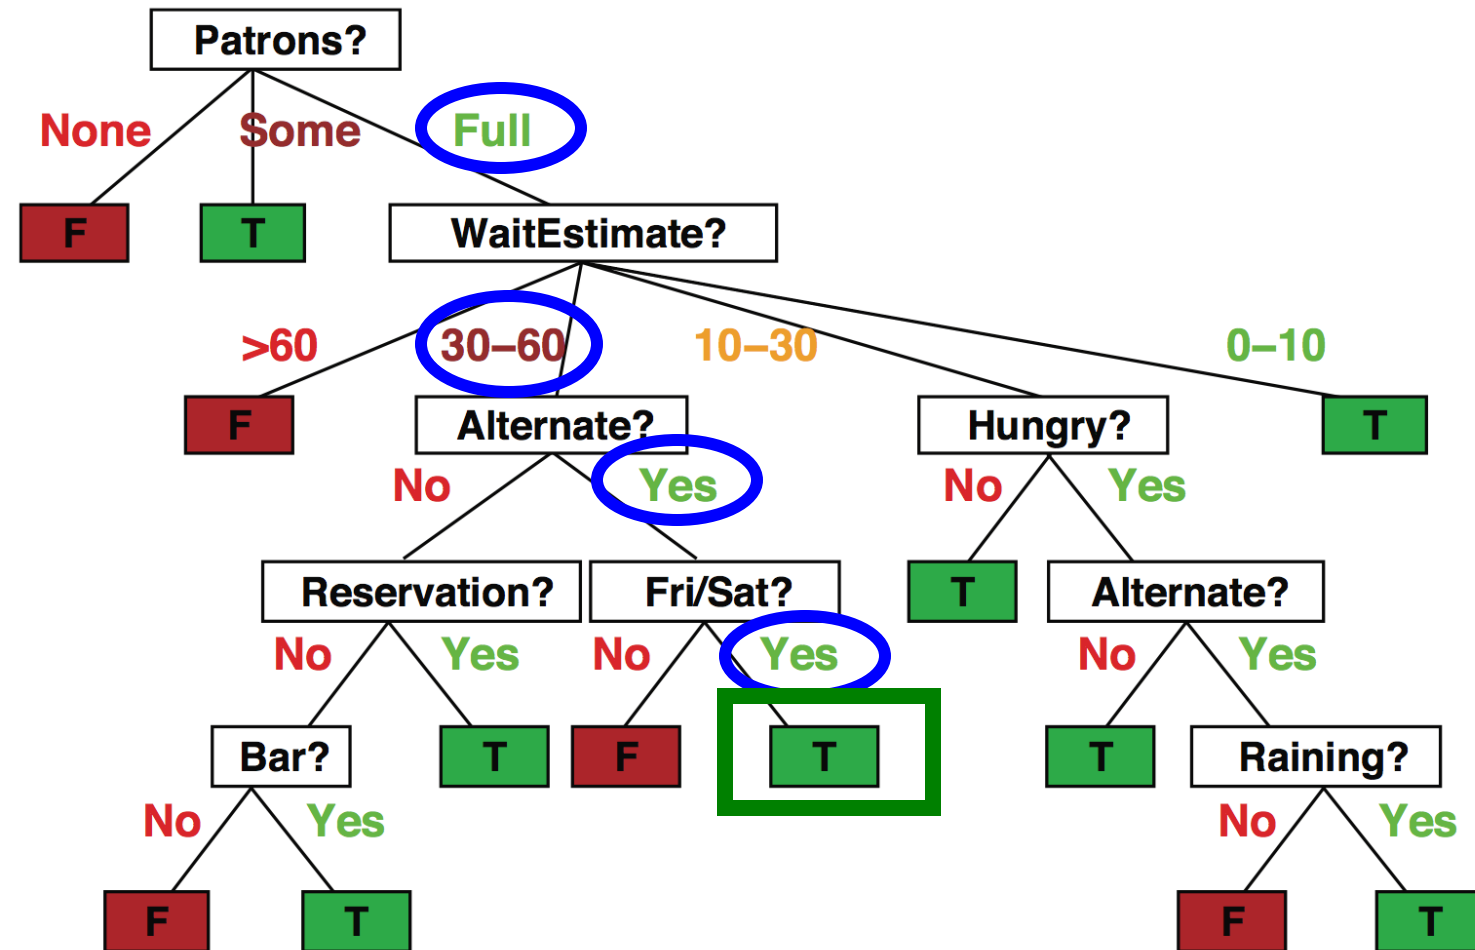 Patrons?
None Some Full
F T WaitEstimate?
>60 30–60 10–30 0–10
F Alternate? Hungry? T
No Yes No Yes
Reservation? Fri/Sat? T Alternate?
No Yes No Yes No Yes
Bar? T F T T Raining?
No Yes No Yes
F T F T